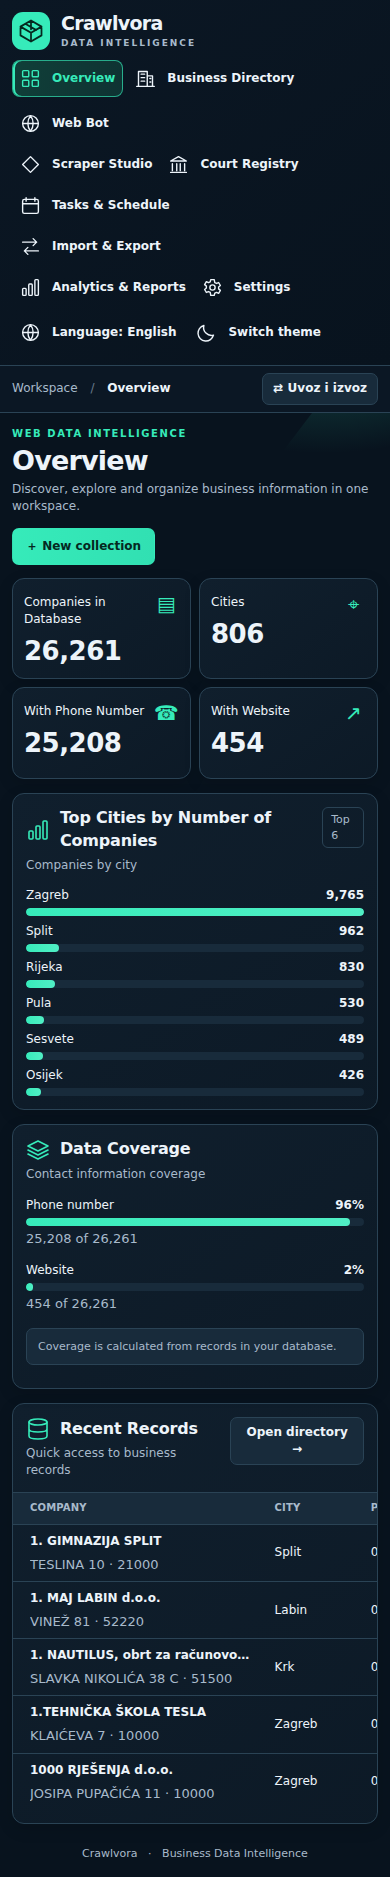 Crawlvora
DATA INTELLIGENCE
Overview
Business Directory
Web Bot
Scraper Studio
Court Registry
Tasks & Schedule
Import & Export
Analytics & Reports
Settings
Language: English
Switch theme
Workspace / Overview
⇄ Uvoz i izvoz
WEB DATA INTELLIGENCE
Overview
Discover, explore and organize business information in one
workspace.
+ New collection
Companies in
Database
26,261
Cities
806
With Phone Number
25,208
With Website
454
Top Cities by Number of
Companies
Top
6
Companies by city
Zagreb 9,765
Split 962
Rijeka 830
Pula 530
Sesvete 489
Osijek 426
Data Coverage
Contact information coverage
Phone number 96%
25,208 of 26,261
Website 2%
454 of 26,261
Coverage is calculated from records in your database.
Recent Records
Quick access to business
records
Open directory
→
COMPANY CITY P
1. GIMNAZIJA SPLIT
TESLINA 10 · 21000
Split 0
1. MAJ LABIN d.o.o.
VINEŽ 81 · 52220
Labin 0
1. NAUTILUS, obrt za računovo…
SLAVKA NIKOLIĆA 38 C · 51500
Krk 0
1.TEHNIČKA ŠKOLA TESLA
KLAIĆEVA 7 · 10000
Zagreb 0
1000 RJEŠENJA d.o.o.
JOSIPA PUPAČIĆA 11 · 10000
Zagreb 0
Crawlvora · Business Data Intelligence